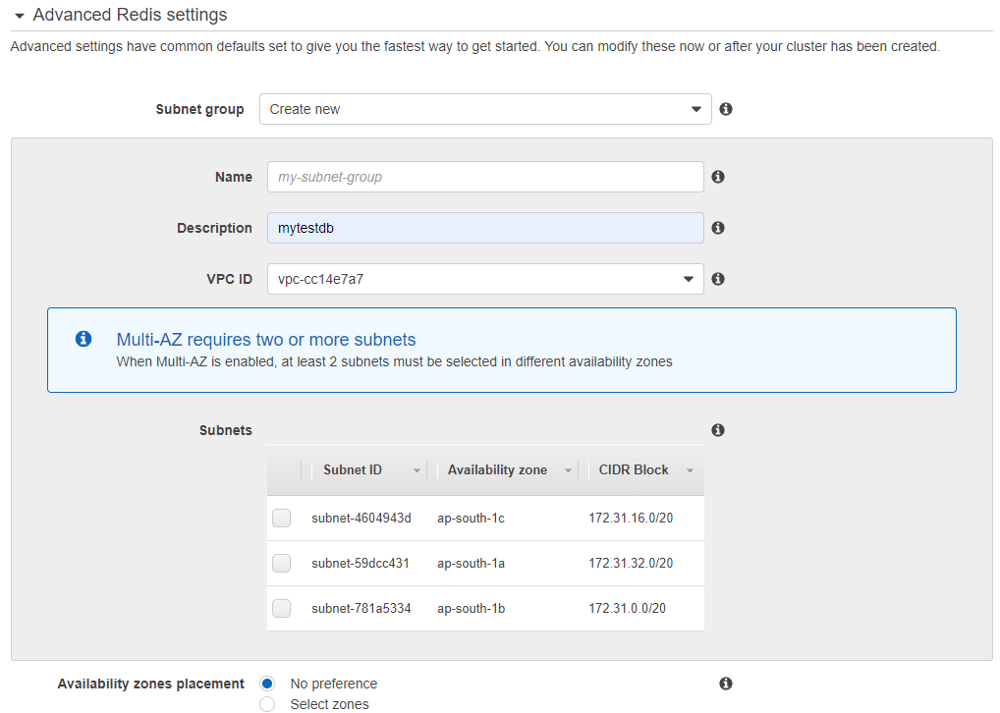 Advanced Redis settings
Advanced settings have common defaults set to give you the fastest way to get started. You can modify these now or after your cluster has been created.
Subnet group Create new
Name my-subnet-group
Description mytestdb
VPC ID vpc-cc14e7a7
Multi-AZ requires two or more subnets
When Multi-AZ is enabled, at least 2 subnets must be selected in different availability zones
Subnets
Subnet ID Availability zone CIDR Block
subnet-4604943d ap-south-1c 172.31.16.0/20
subnet-59dcc431 ap-south-1a 172.31.32.0/20
subnet-781a5334 ap-south-1b 172.31.0.0/20
Availability zones placement No preference
Select zones